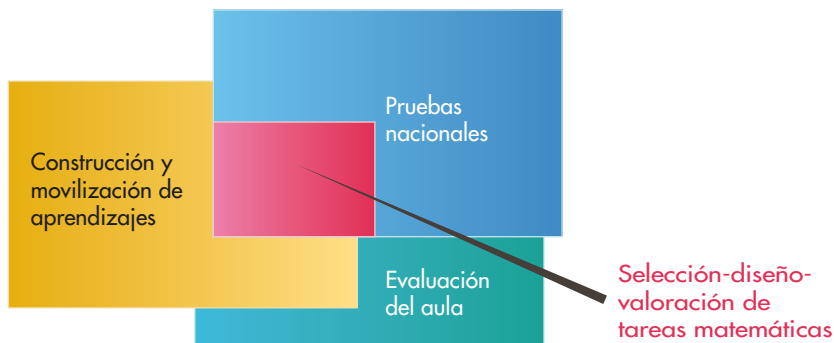 Pruebas
nacionales
Construcción y
movilización de
aprendizajes
Evaluación
del aula
Selección-diseño-
valoración de
tareas matemáticas